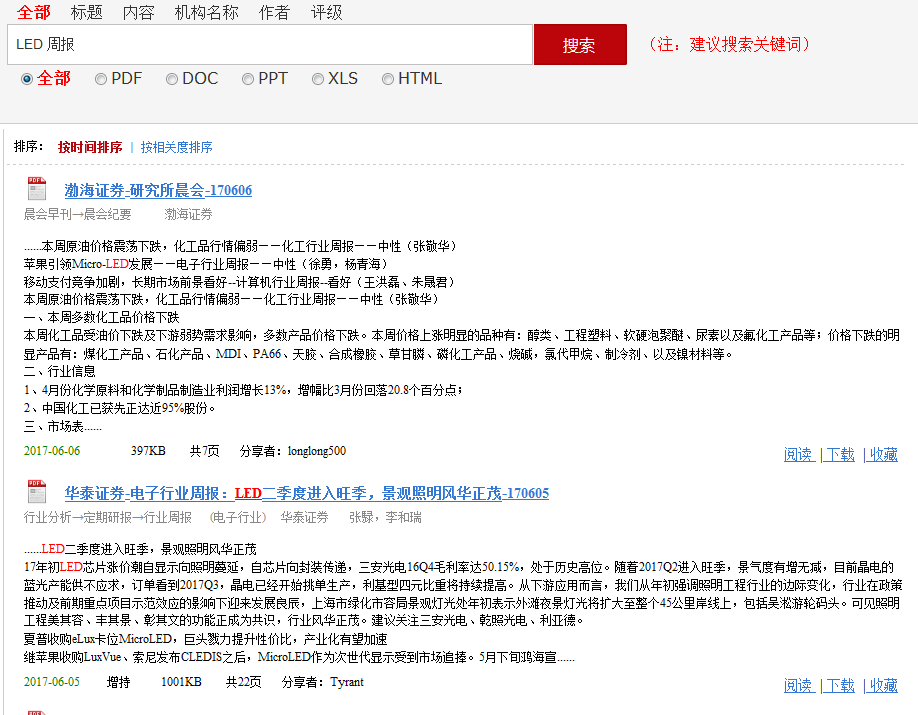 全部 标题 内容 机构名称 作者 评级
LED 周报 搜索 （注：建议搜索关键词）
全部 PDF DOC PPT XLS HTML
排序： 按时间排序 | 按相关度排序
渤海证券-研究所晨会-170606
晨会早刊→晨会纪要 渤海证券
......本周原油价格震荡下跌，化工品行情偏弱——化工行业周报——中性（张敬华）
苹果引领Micro-LED发展——电子行业周报——中性（徐勇，杨青海）
移动支付竞争加剧，长期市场前景看好--计算机行业周报--看好（王洪磊、朱晟君）
本周原油价格震荡下跌，化工品行情偏弱——化工行业周报——中性（张敬华）
一、本周多数化工品价格下跌
本周化工品受油价下跌及下游弱势需求影响，多数产品价格下跌。本周价格上涨明显的品种有：醇类、工程塑料、软硬泡聚醚、尿素以及氟化工产品等；价格下跌的明
显产品有：煤化工产品、石化产品、MDI、PA66、天胶、合成橡胶、草甘膦、磷化工产品、烧碱，氯代甲烷、制冷剂、以及镍材料等。
二、行业信息
1、4月份化学原料和化学制品制造业利润增长13%，增幅比3月份回落20.8个百分点；
2、中国化工已获先正达近95%股份。
三、市场表......
2017-06-06 397KB 共7页 分享者：longlong500 阅读 | 下载 | 收藏
华泰证券-电子行业周报：LED二季度进入旺季，景观照明风华正茂-170605
行业分析→定期研报→行业周报 （电子行业） 华泰证券 张騄，李和瑞
......LED二季度进入旺季，景观照明风华正茂
17年初LED芯片涨价潮自显示向照明蔓延，自芯片向封装传递，三安光电16Q4毛利率达50.15%，处于历史高位。随着2017Q2进入旺季，景气度有增无减，目前晶电的
蓝光产能供不应求，订单看到2017Q3，晶电已经开始挑单生产，利基型四元比重将持续提高。从下游应用而言，我们从年初强调照明工程行业的边际变化，行业在政策
推动及前期重点项目示范效应的影响下迎来发展良辰，上海市绿化市容局景观灯光处年初表示外滩夜景灯光将扩大至整个45公里岸线上，包括吴淞游轮码头。可见照明
工程美其容、丰其景、彰其文的功能正成为共识，行业风华正茂。建议关注三安光电、乾照光电、利亚德。
夏普收购eLux卡位MicroLED，巨头戮力提升性价比，产业化有望加速
继苹果收购LuxVue、索尼发布CLEDIS之后，MicroLED作为次世代显示受到市场追捧。5月下旬鸿海宣......
2017-06-05 增持 1001KB 共22页 分享者：Tyrant 阅读 | 下载 | 收藏